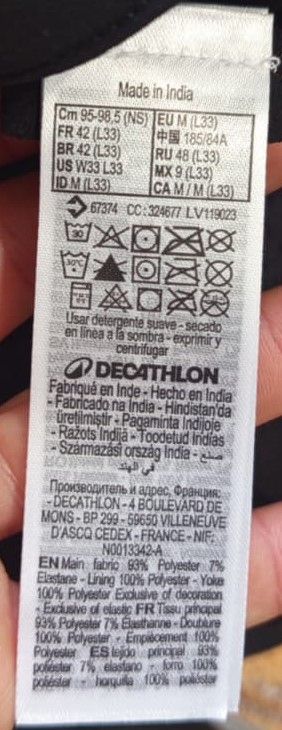 Made in India
Cm 95-98,5 (NS) EU M (L33)
FR 42 (L33) 中国 185/84A
BR 42 (L33) RU 48 (L33)
US W33 L33 MX 9 (L33)
ID M (L33) CA M / M (L33)
67374 CC: 324677 LV119023
30
30°C
Usar detergente suave - secado
en línea a la sombra - exprimir y
centrifugar
DECATHLON
Fabriqué en Inde - Hecho en India
- Fabricado na India - Hindistan'da
üretilmiştir - Pagaminta Indijoje
- Ražots Indijā - Toodetud Indias
- Származási ország India - صنع
في الهند
Производитель и адрес, Франция:
- DECATHLON - 4 BOULEVARD DE
MONS - BP 299 - 59650 VILLENEUVE
D'ASCQ CEDEX - FRANCE - NIF:
N0013342-A
EN Main fabric 93% Polyester 7%
Elastane - Lining 100% Polyester - Yoke
100% Polyester Exclusive of decoration
- Exclusive of elastic FR Tissu principal
93% Polyester 7% Elasthanne - Doublure
100% Polyester - Empiècement 100%
Polyester ES tejido principal 93%
poliéster 7% elastano - forro 100%
poliéster - horquilla 100% poliéster